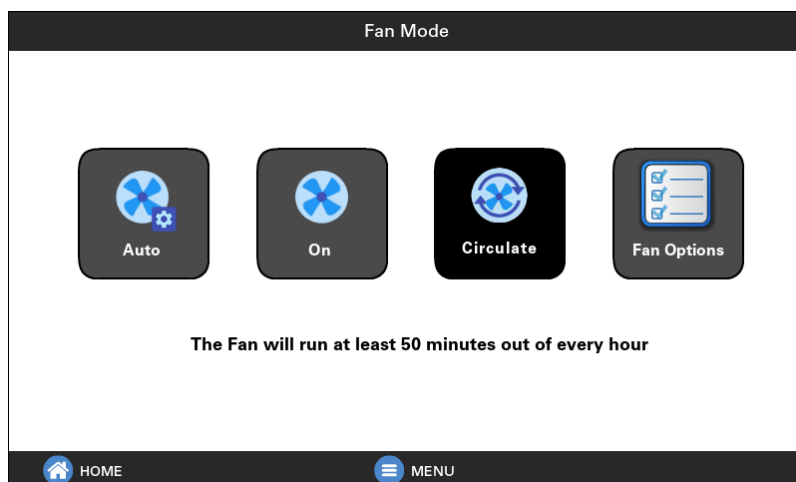 Fan Mode
Auto
On
Circulate
Fan Options
The Fan will run at least 50 minutes out of every hour
HOME
MENU